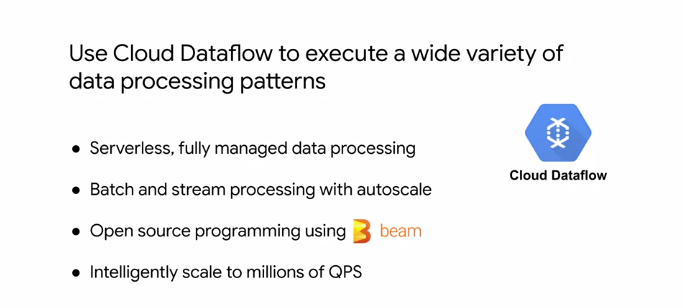 Use Cloud Dataflow to execute a wide variety of
data processing patterns
● Serverless, fully managed data processing
● Batch and stream processing with autoscale
● Open source programming using beam
● Intelligently scale to millions of QPS
Cloud Dataflow